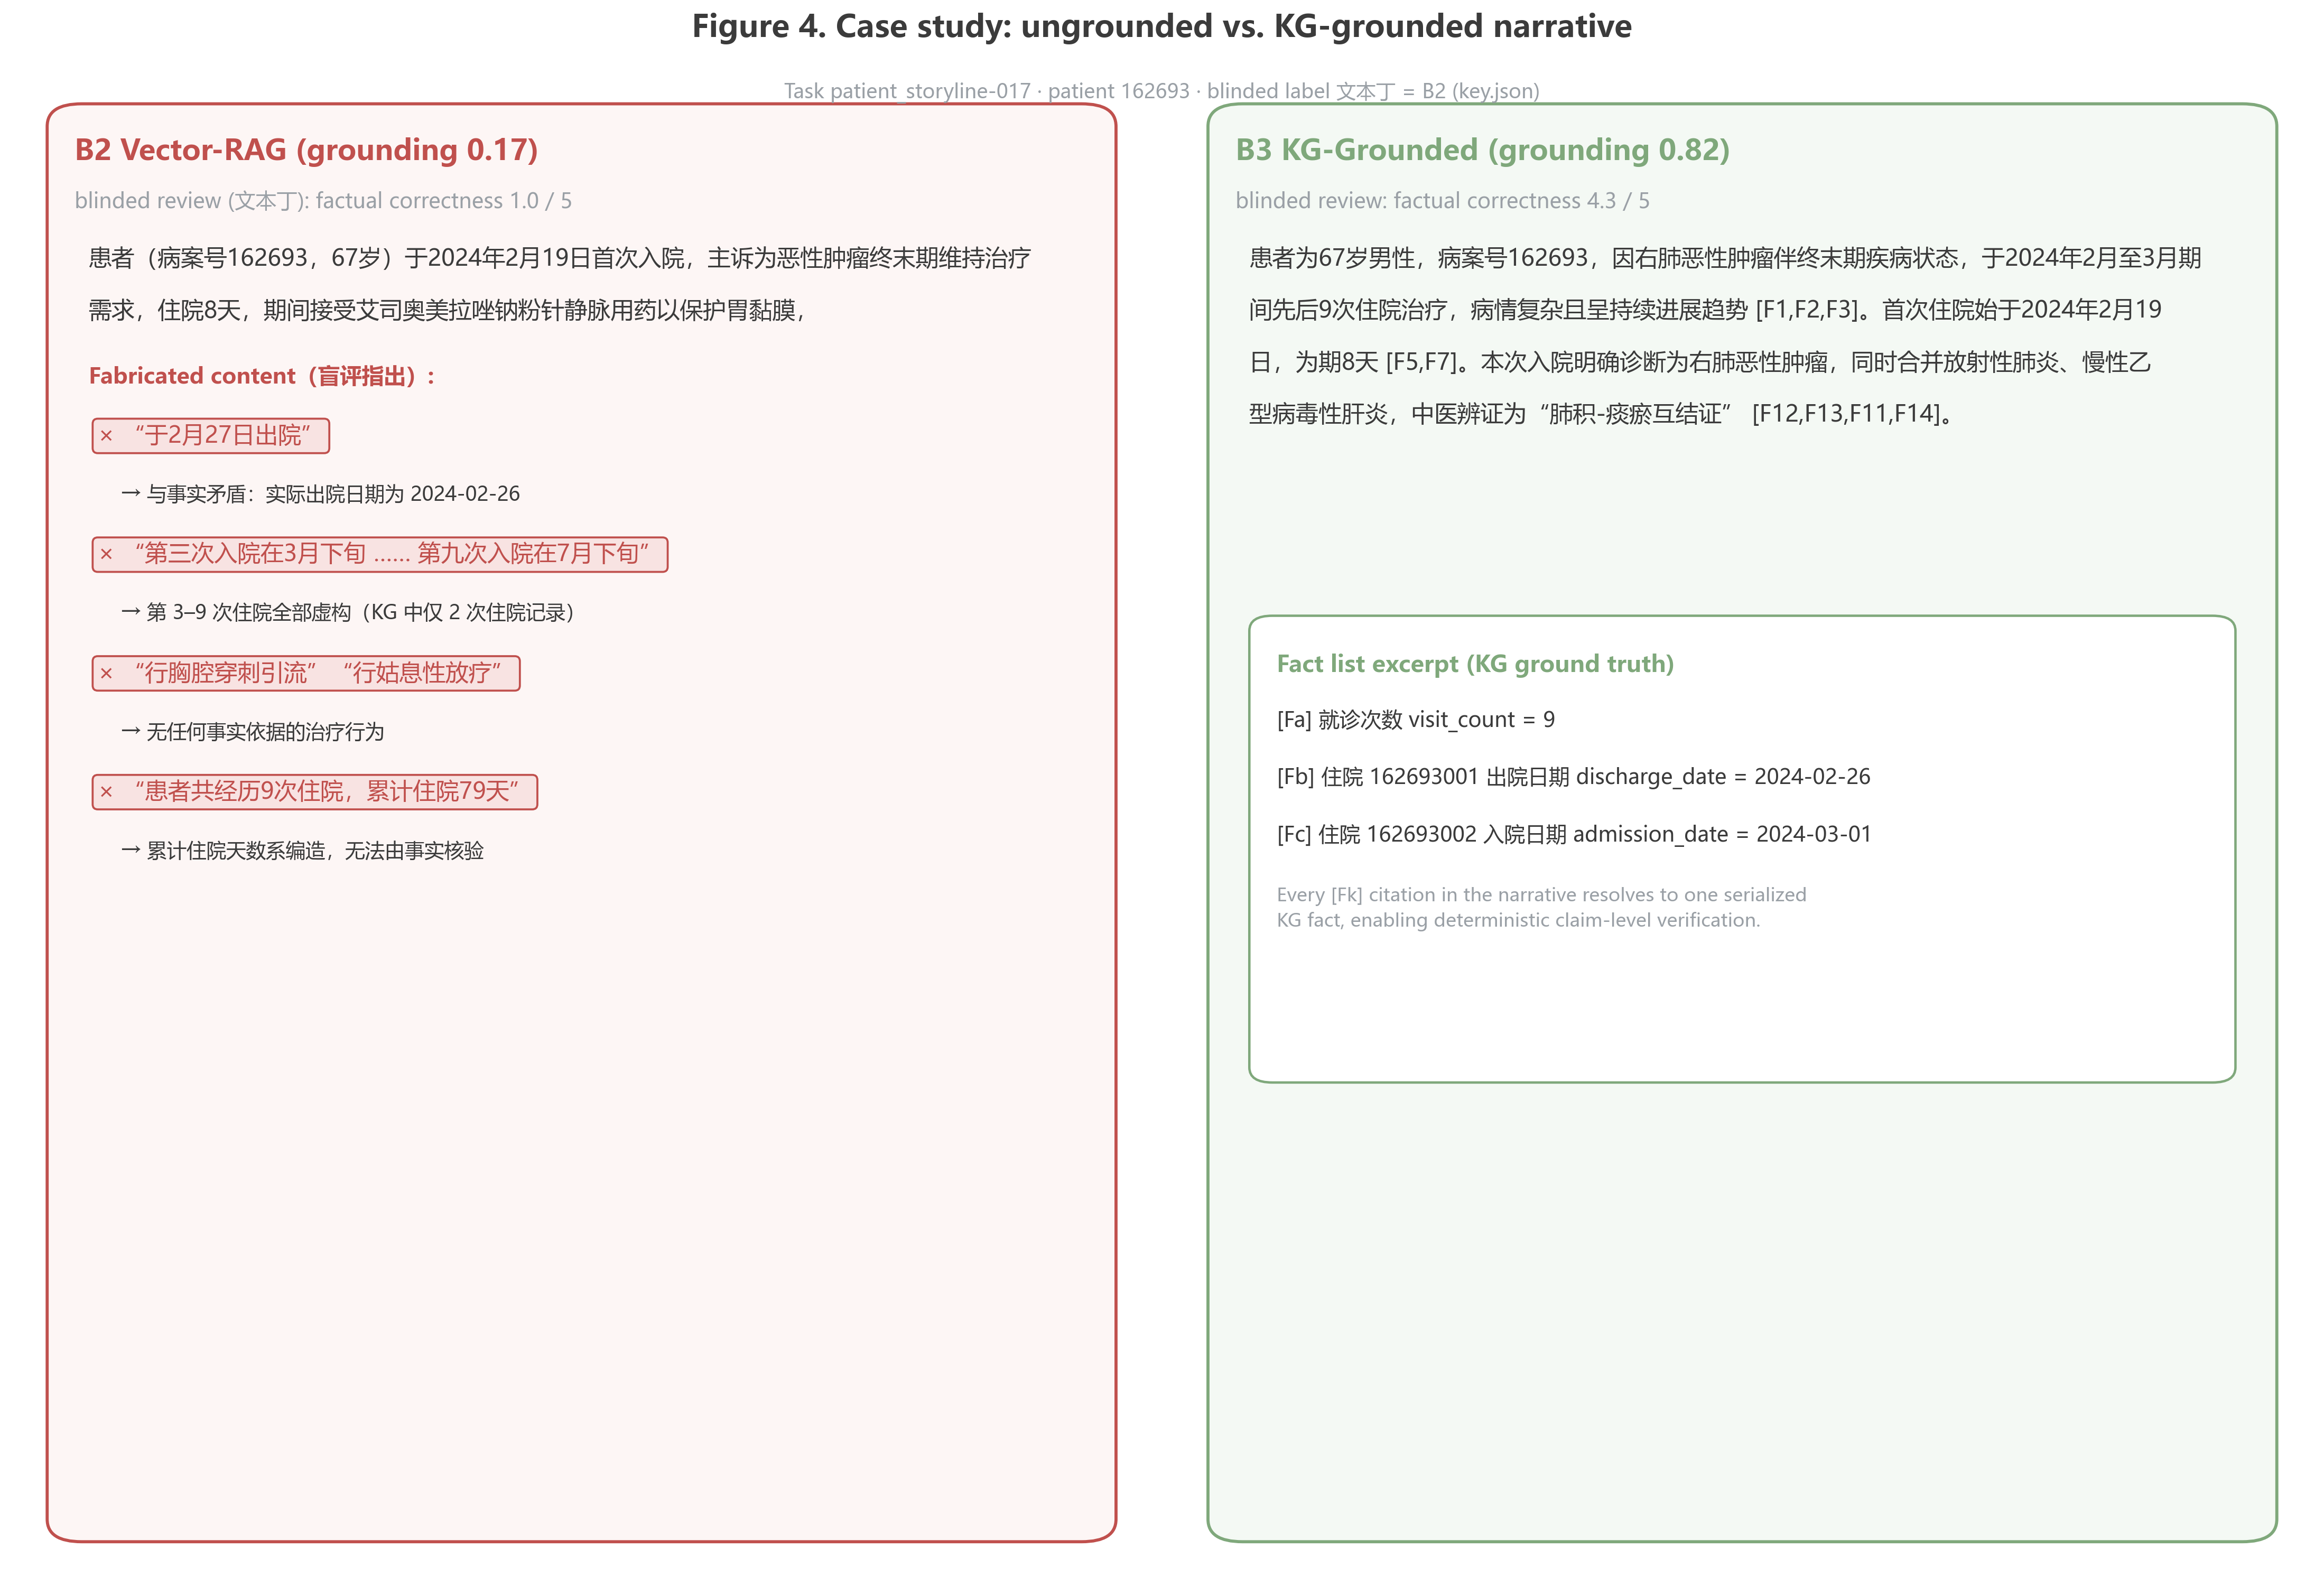 Figure 4. Case study: ungrounded vs. KG-grounded narrative
Task patient_storyline-017 · patient 162693 · blinded label 文本丁 = B2 (key.json)
B2 Vector-RAG (grounding 0.17)
blinded review (文本丁): factual correctness 1.0 / 5
患者（病案号162693，67岁）于2024年2月19日首次入院，主诉为恶性肿瘤终末期维持治疗
需求，住院8天，期间接受艾司奥美拉唑钠粉针静脉用药以保护胃黏膜，
Fabricated content（盲评指出）:
× “于2月27日出院”
→ 与事实矛盾：实际出院日期为 2024-02-26
× “第三次入院在3月下旬 …… 第九次入院在7月下旬”
→ 第 3–9 次住院全部虚构（KG 中仅 2 次住院记录）
× “行胸腔穿刺引流” “行姑息性放疗”
→ 无任何事实依据的治疗行为
× “患者共经历9次住院，累计住院79天”
→ 累计住院天数系编造，无法由事实核验
B3 KG-Grounded (grounding 0.82)
blinded review: factual correctness 4.3 / 5
患者为67岁男性，病案号162693，因右肺恶性肿瘤伴终末期疾病状态，于2024年2月至3月期
间先后9次住院治疗，病情复杂且呈持续进展趋势 [F1,F2,F3]。首次住院始于2024年2月19
日，为期8天 [F5,F7]。本次入院明确诊断为右肺恶性肿瘤，同时合并放射性肺炎、慢性乙
型病毒性肝炎，中医辨证为“肺积-痰瘀互结证” [F12,F13,F11,F14]。
Fact list excerpt (KG ground truth)
[Fa] 就诊次数 visit_count = 9
[Fb] 住院 162693001 出院日期 discharge_date = 2024-02-26
[Fc] 住院 162693002 入院日期 admission_date = 2024-03-01
Every [Fk] citation in the narrative resolves to one serialized
KG fact, enabling deterministic claim-level verification.